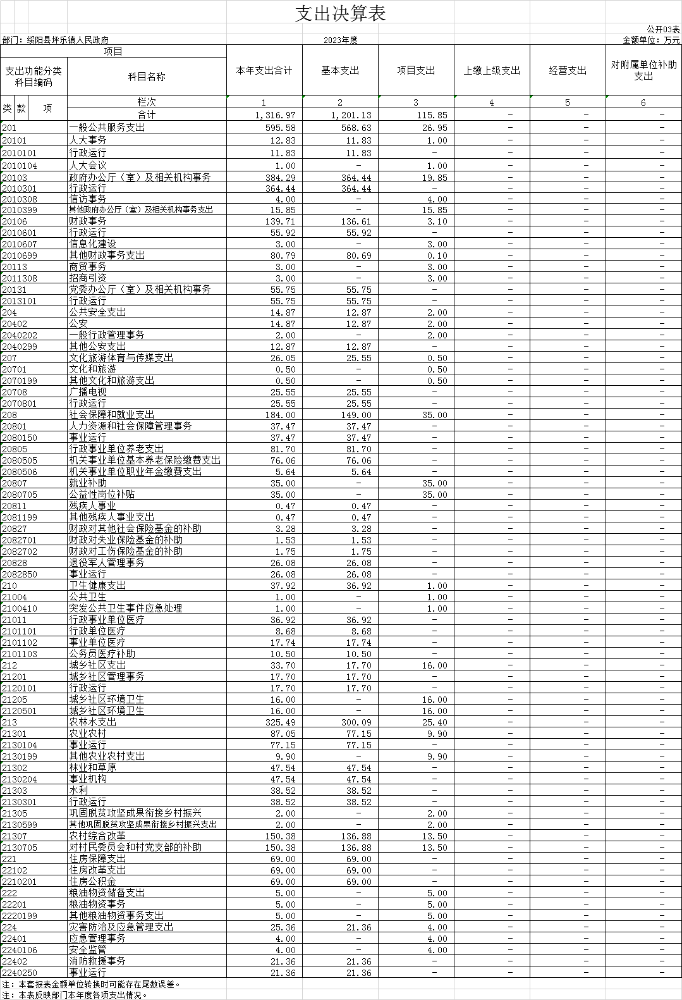 支出决算表
公开03表
部门：绥阳县坪乐镇人民政府 2023年度 金额单位：万元
项目 本年支出合计 基本支出 项目支出 上缴上级支出 经营支出 对附属单位补助支出
支出功能分类科目编码 科目名称
类 款 项 栏次 1 2 3 4 5 6
合计 1,316.97 1,201.13 115.85 － － －
201 一般公共服务支出 595.58 568.63 26.95 － － －
20101 人大事务 12.83 11.83 1.00 － － －
2010101 行政运行 11.83 11.83 － － － －
2010104 人大会议 1.00 － 1.00 － － －
20103 政府办公厅（室）及相关机构事务 384.29 364.44 19.85 － － －
2010301 行政运行 364.44 364.44 － － － －
2010308 信访事务 4.00 － 4.00 － － －
2010399 其他政府办公厅（室）及相关机构事务支出 15.85 － 15.85 － － －
20106 财政事务 139.71 136.61 3.10 － － －
2010601 行政运行 55.92 55.92 － － － －
2010607 信息化建设 3.00 － 3.00 － － －
2010699 其他财政事务支出 80.79 80.69 0.10 － － －
20113 商贸事务 3.00 － 3.00 － － －
2011308 招商引资 3.00 － 3.00 － － －
20131 党委办公厅（室）及相关机构事务 55.75 55.75 － － － －
2013101 行政运行 55.75 55.75 － － － －
204 公共安全支出 14.87 12.87 2.00 － － －
20402 公安 14.87 12.87 2.00 － － －
2040202 一般行政管理事务 2.00 － 2.00 － － －
2040299 其他公安支出 12.87 12.87 － － － －
207 文化旅游体育与传媒支出 26.05 25.55 0.50 － － －
20701 文化和旅游 0.50 － 0.50 － － －
2070199 其他文化和旅游支出 0.50 － 0.50 － － －
20708 广播电视 25.55 25.55 － － － －
2070801 行政运行 25.55 25.55 － － － －
208 社会保障和就业支出 184.00 149.00 35.00 － － －
20801 人力资源和社会保障管理事务 37.47 37.47 － － － －
2080150 事业运行 37.47 37.47 － － － －
20805 行政事业单位养老支出 81.70 81.70 － － － －
2080505 机关事业单位基本养老保险缴费支出 76.06 76.06 － － － －
2080506 机关事业单位职业年金缴费支出 5.64 5.64 － － － －
20807 就业补助 35.00 － 35.00 － － －
2080705 公益性岗位补贴 35.00 － 35.00 － － －
20811 残疾人事业 0.47 0.47 － － － －
2081199 其他残疾人事业支出 0.47 0.47 － － － －
20827 财政对其他社会保险基金的补助 3.28 3.28 － － － －
2082701 财政对失业保险基金的补助 1.53 1.53 － － － －
2082702 财政对工伤保险基金的补助 1.75 1.75 － － － －
20828 退役军人管理事务 26.08 26.08 － － － －
2082850 事业运行 26.08 26.08 － － － －
210 卫生健康支出 37.92 36.92 1.00 － － －
21004 公共卫生 1.00 － 1.00 － － －
2100410 突发公共卫生事件应急处理 1.00 － 1.00 － － －
21011 行政事业单位医疗 36.92 36.92 － － － －
2101101 行政单位医疗 8.68 8.68 － － － －
2101102 事业单位医疗 17.74 17.74 － － － －
2101103 公务员医疗补助 10.50 10.50 － － － －
212 城乡社区支出 33.70 17.70 16.00 － － －
21201 城乡社区管理事务 17.70 17.70 － － － －
2120101 行政运行 17.70 17.70 － － － －
21205 城乡社区环境卫生 16.00 － 16.00 － － －
2120501 城乡社区环境卫生 16.00 － 16.00 － － －
213 农林水支出 325.49 300.09 25.40 － － －
21301 农业农村 87.05 77.15 9.90 － － －
2130104 事业运行 77.15 77.15 － － － －
2130199 其他农业农村支出 9.90 － 9.90 － － －
21302 林业和草原 47.54 47.54 － － － －
2130204 事业机构 47.54 47.54 － － － －
21303 水利 38.52 38.52 － － － －
2130301 行政运行 38.52 38.52 － － － －
21305 巩固脱贫攻坚成果衔接乡村振兴 2.00 － 2.00 － － －
2130599 其他巩固脱贫攻坚成果衔接乡村振兴支出 2.00 － 2.00 － － －
21307 农村综合改革 150.38 136.88 13.50 － － －
2130705 对村民委员会和村党支部的补助 150.38 136.88 13.50 － － －
221 住房保障支出 69.00 69.00 － － － －
22102 住房改革支出 69.00 69.00 － － － －
2210201 住房公积金 69.00 69.00 － － － －
222 粮油物资储备支出 5.00 － 5.00 － － －
22201 粮油物资事务 5.00 － 5.00 － － －
2220199 其他粮油物资事务支出 5.00 － 5.00 － － －
224 灾害防治及应急管理支出 25.36 21.36 4.00 － － －
22401 应急管理事务 4.00 － 4.00 － － －
2240106 安全监管 4.00 － 4.00 － － －
22402 消防救援事务 21.36 21.36 － － － －
2240250 事业运行 21.36 21.36 － － － －
注：本套报表金额单位转换时可能存在尾数误差。
注：本表反映部门本年度各项支出情况。